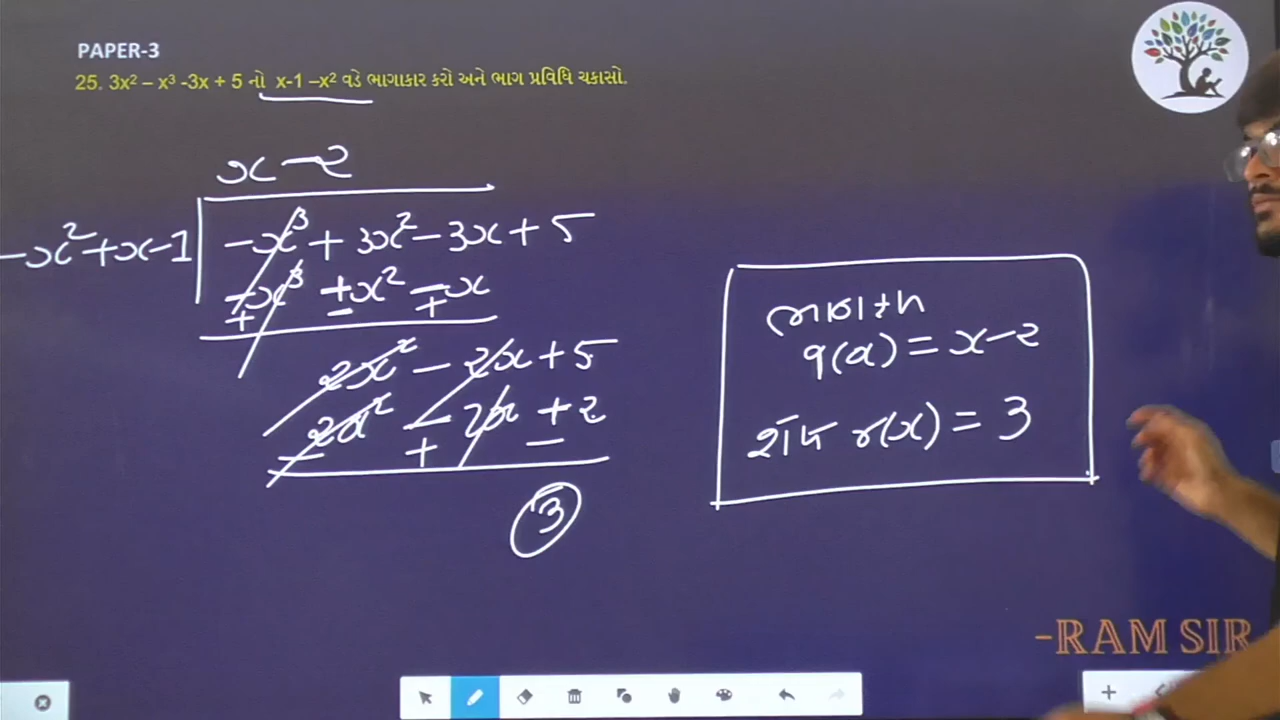 PAPER-3
25. 3x² – x³ -3x + 5 નો x-1 –x² વડે ભાગાકાર કરો અને ભાગ પ્રવિધિ ચકાસો.
x - 2
-x²+x-1 -x³ + 3x² - 3x + 5
-x³ + x² - x
+ - +
2x² - 2x + 5
2x² - 2x + 2
- + -
3
ભાગફળ
q(x) = x-2
શેષ r(x) = 3
-RAM SIR